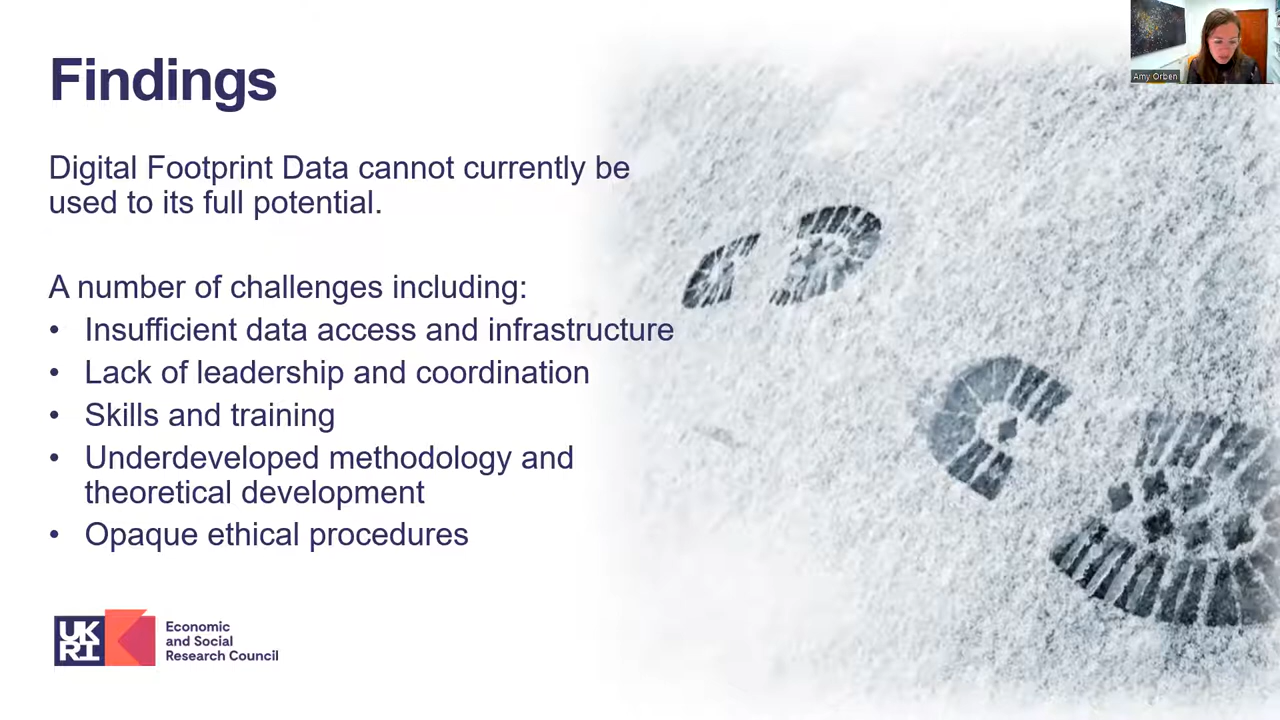 Findings
Digital Footprint Data cannot currently be
used to its full potential.
A number of challenges including:
• Insufficient data access and infrastructure
• Lack of leadership and coordination
• Skills and training
• Underdeveloped methodology and
theoretical development
• Opaque ethical procedures
UK
RI
Economic
and Social
Research Council
Amy Orben